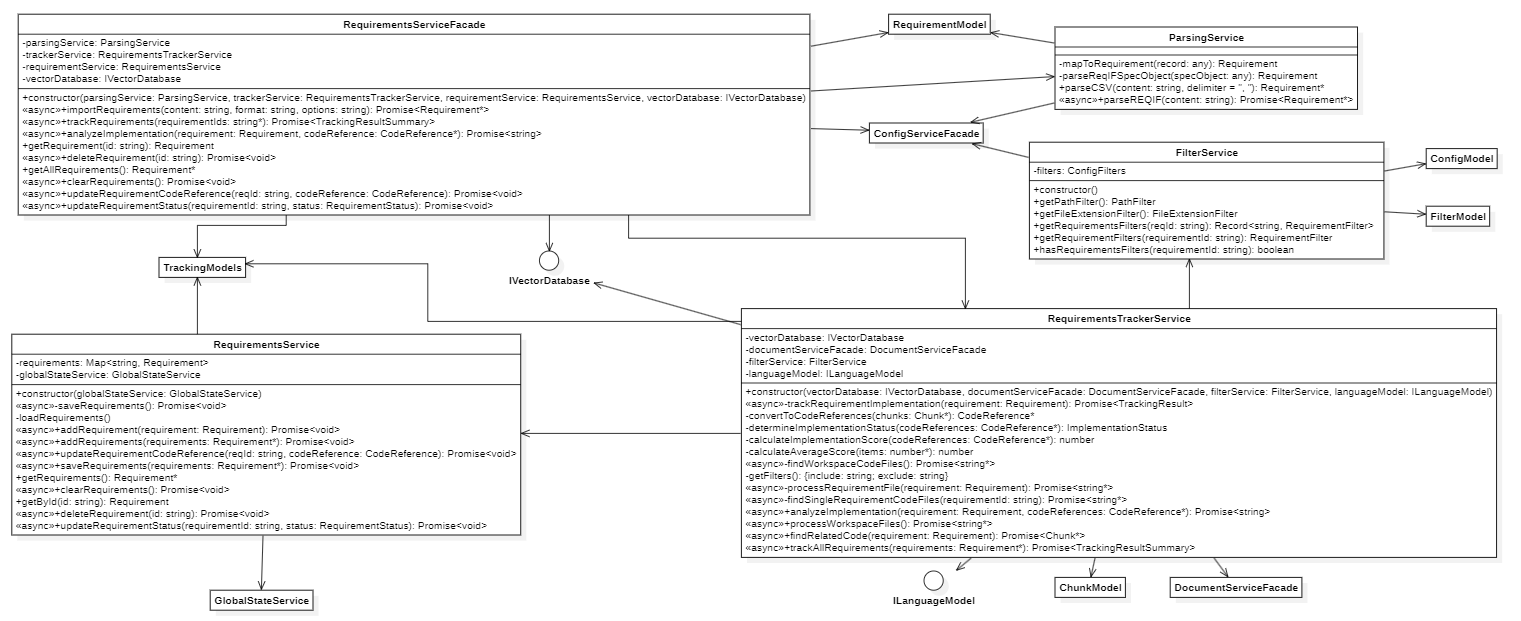 RequirementsServiceFacade
-parsingService: ParsingService
-trackerService: RequirementsTrackerService
-requirementService: RequirementsService
-vectorDatabase: IVectorDatabase
+constructor(parsingService: ParsingService, trackerService: RequirementsTrackerService, requirementService: RequirementsService, vectorDatabase: IVectorDatabase)
«async»+importRequirements(content: string, format: string, options: string): Promise<Requirement*>
«async»+trackRequirements(requirementIds: string*): Promise<TrackingResultSummary>
«async»+analyzeImplementation(requirement: Requirement, codeReference: CodeReference*): Promise<string>
+getRequirement(id: string): Requirement
«async»+deleteRequirement(id: string): Promise<void>
+getAllRequirements(): Requirement*
«async»+clearRequirements(): Promise<void>
«async»+updateRequirementCodeReference(reqId: string, codeReference: CodeReference): Promise<void>
«async»+updateRequirementStatus(requirementId: string, status: RequirementStatus): Promise<void>
RequirementModel
ParsingService
-mapToRequirement(record: any): Requirement
-parseReqIFSpecObject(specObject: any): Requirement
+parseCSV(content: string, delimiter = ", "): Requirement*
«async»+parseREQIF(content: string): Promise<Requirement*>
ConfigServiceFacade
FilterService
-filters: ConfigFilters
+constructor()
+getPathFilter(): PathFilter
+getFileExtensionFilter(): FileExtensionFilter
+getRequirementsFilters(reqId: string): Record<string, RequirementFilter>
+getRequirementFilters(requirementId: string): RequirementFilter
+hasRequirementsFilters(requirementId: string): boolean
ConfigModel
FilterModel
TrackingModels
IVectorDatabase
RequirementsService
-requirements: Map<string, Requirement>
-globalStateService: GlobalStateService
+constructor(globalStateService: GlobalStateService)
«async»-saveRequirements(): Promise<void>
-loadRequirements()
«async»+addRequirement(requirement: Requirement): Promise<void>
«async»+addRequirements(requirements: Requirement*): Promise<void>
«async»+updateRequirementCodeReference(reqId: string, codeReference: CodeReference): Promise<void>
«async»+saveRequirements(requirements: Requirement*): Promise<void>
+getRequirements(): Requirement*
«async»+clearRequirements(): Promise<void>
+getById(id: string): Requirement
«async»+deleteRequirement(id: string): Promise<void>
«async»+updateRequirementStatus(requirementId: string, status: RequirementStatus): Promise<void>
RequirementsTrackerService
-vectorDatabase: IVectorDatabase
-documentServiceFacade: DocumentServiceFacade
-filterService: FilterService
-languageModel: ILanguageModel
+constructor(vectorDatabase: IVectorDatabase, documentServiceFacade: DocumentServiceFacade, filterService: FilterService, languageModel: ILanguageModel)
«async»-trackRequirementImplementation(requirement: Requirement): Promise<TrackingResult>
-convertToCodeReferences(chunks: Chunk*): CodeReference*
-determineImplementationStatus(codeReferences: CodeReference*): ImplementationStatus
-calculateImplementationScore(codeReferences: CodeReference*): number
-calculateAverageScore(items: number*): number
«async»-findWorkspaceCodeFiles(): Promise<string*>
-getFilters(): {include: string; exclude: string}
«async»-processRequirementFile(requirement: Requirement): Promise<string*>
«async»-findSingleRequirementCodeFiles(requirementId: string): Promise<string*>
«async»+analyzeImplementation(requirement: Requirement, codeReferences: CodeReference*): Promise<string>
«async»+processWorkspaceFiles(): Promise<string*>
«async»+findRelatedCode(requirement: Requirement): Promise<Chunk*>
«async»+trackAllRequirements(requirements: Requirement*): Promise<TrackingResultSummary>
GlobalStateService
ILanguageModel
ChunkModel
DocumentServiceFacade